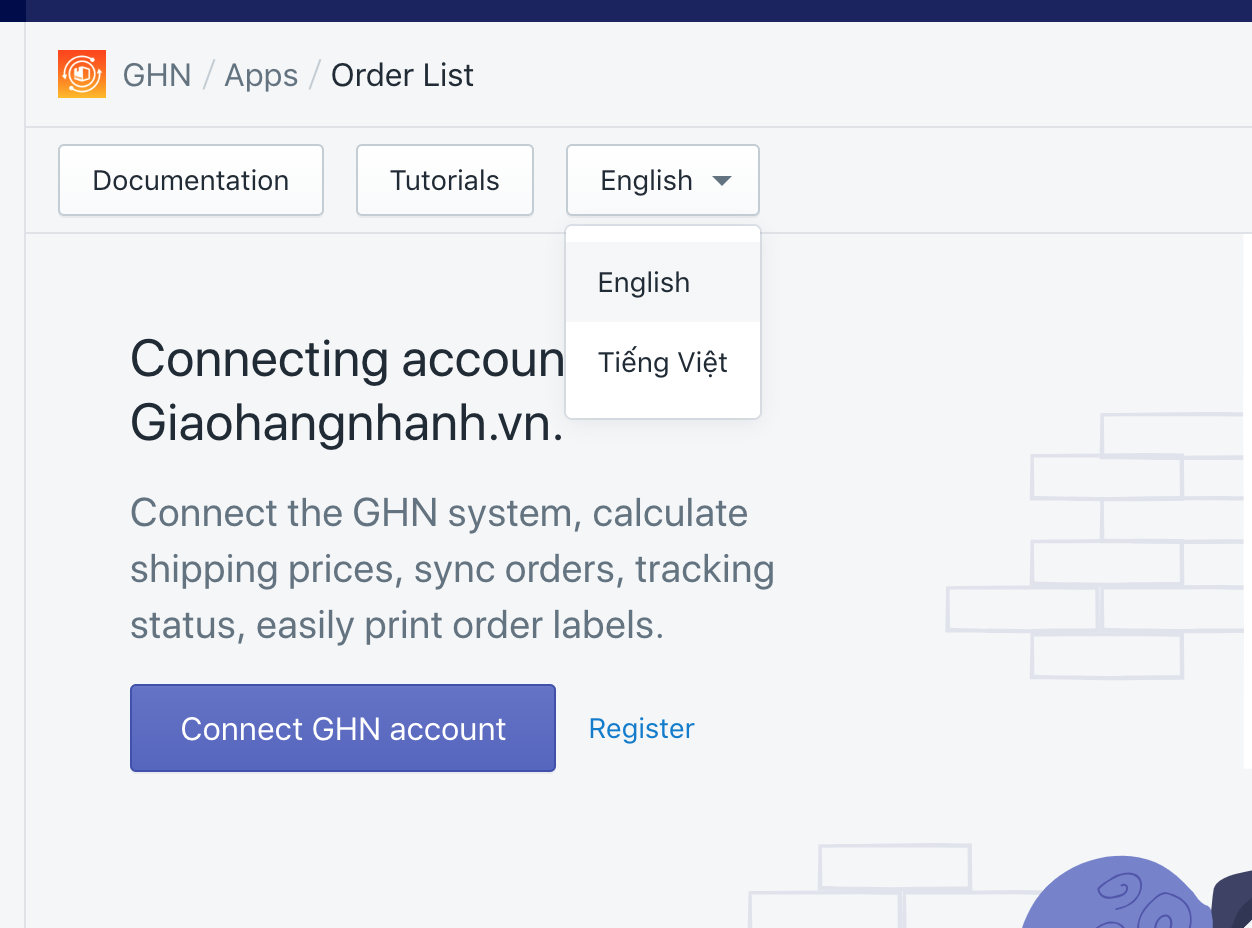 GHN / Apps / Order List
Documentation
Tutorials
English
English
Tiếng Việt
Connecting accoun
Giaohangnhanh.vn.
Connect the GHN system, calculate
shipping prices, sync orders, tracking
status, easily print order labels.
Connect GHN account
Register